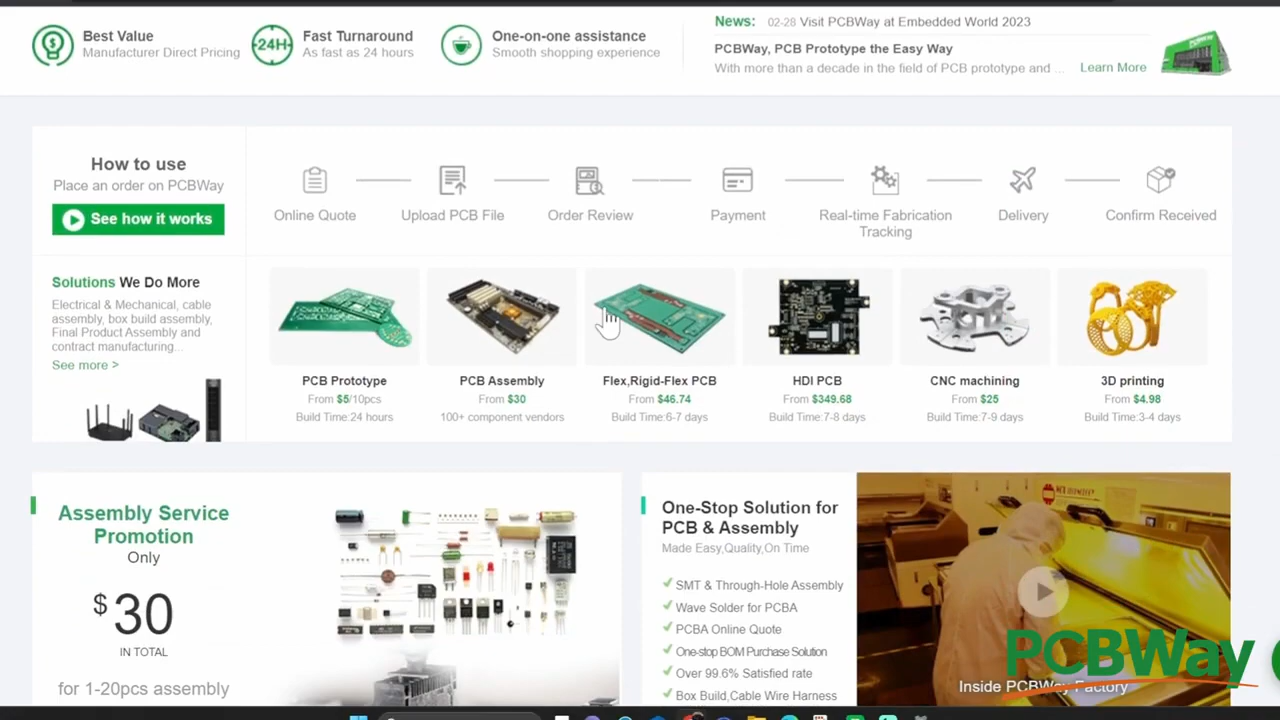 Best Value
Manufacturer Direct Pricing
24H
Fast Turnaround
As fast as 24 hours
One-on-one assistance
Smooth shopping experience
News: 02-28 Visit PCBWay at Embedded World 2023
PCBWay, PCB Prototype the Easy Way
With more than a decade in the field of PCB prototype and ... Learn More
How to use
Place an order on PCBWay
See how it works
Online Quote
Upload PCB File
Order Review
Payment
Real-time Fabrication
Tracking
Delivery
Confirm Received
Solutions We Do More
Electrical & Mechanical, cable
assembly, box build assembly,
Final Product Assembly and
contract manufacturing...
See more >
PCB Prototype
From $5/10pcs
Build Time:24 hours
PCB Assembly
From $30
100+ component vendors
Flex,Rigid-Flex PCB
From $46.74
Build Time:6-7 days
HDI PCB
From $349.68
Build Time:7-8 days
CNC machining
From $25
Build Time:7-9 days
3D printing
From $4.98
Build Time:3-4 days
Assembly Service
Promotion
Only
$30
IN TOTAL
for 1-20pcs assembly
One-Stop Solution for
PCB & Assembly
Made Easy,Quality,On Time
SMT & Through-Hole Assembly
Wave Solder for PCBA
PCBA Online Quote
One-stop BOM Purchase Solution
Over 99.6% Satisfied rate
Box Build,Cable Wire Harness
Inside PCBWay Factory
PCBWay